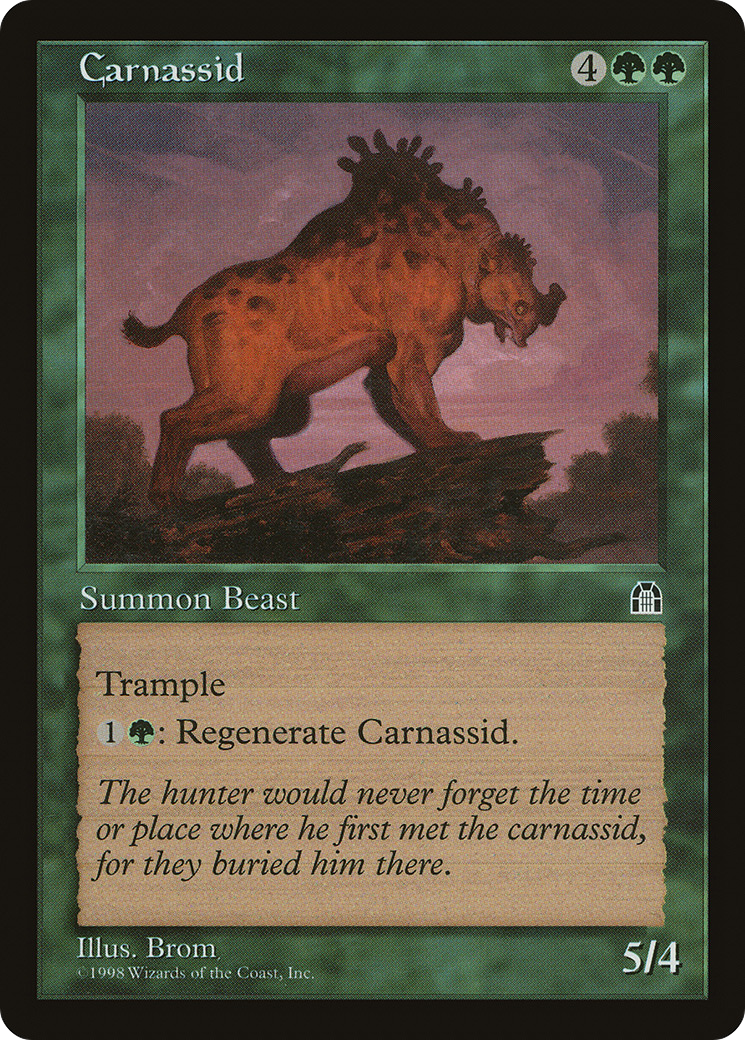 Carnassid 4
Summon Beast
Trample
1 : Regenerate Carnassid.
The hunter would never forget the time
or place where he first met the carnassid,
for they buried him there.
Illus. Brom
©1998 Wizards of the Coast, Inc.
5/4